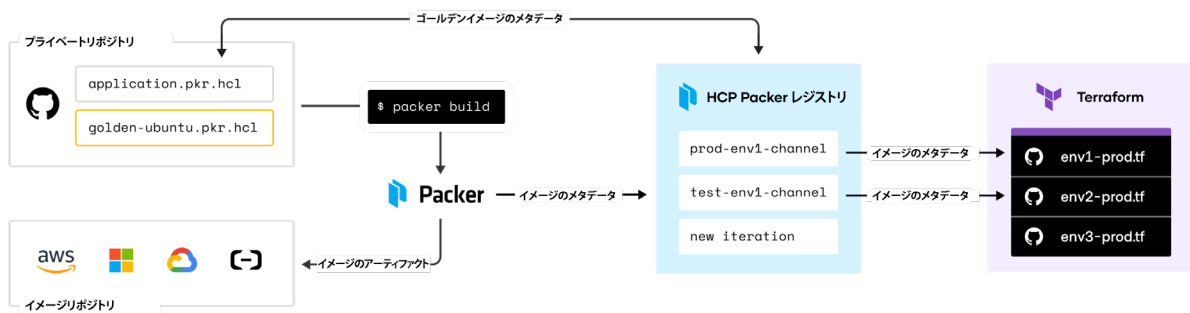 ゴールデンイメージのメタデータ
プライベートリポジトリ
application.pkr.hcl
golden-ubuntu.pkr.hcl
$ packer build
Packer
イメージのメタデータ
HCP Packer レジストリ
prod-env1-channel
test-env1-channel
new iteration
イメージのメタデータ
イメージのメタデータ
Terraform
env1-prod.tf
env2-prod.tf
env3-prod.tf
aws
イメージのアーティファクト
イメージリポジトリ